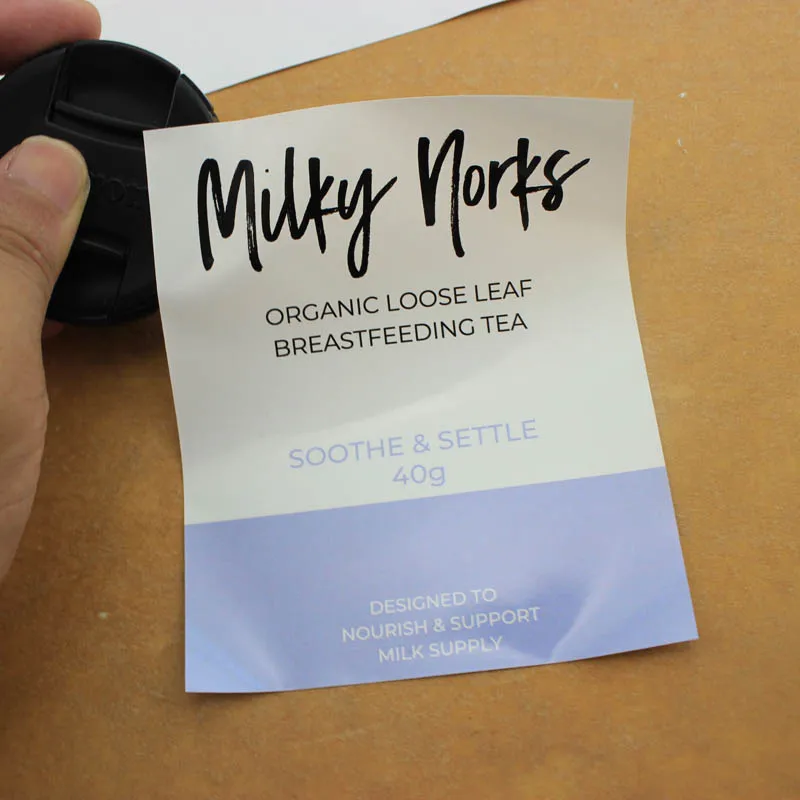 Milky Norks
ORGANIC LOOSE LEAF
BREASTFEEDING TEA
SOOTHE & SETTLE
40g
DESIGNED TO
NOURISH & SUPPORT
MILK SUPPLY